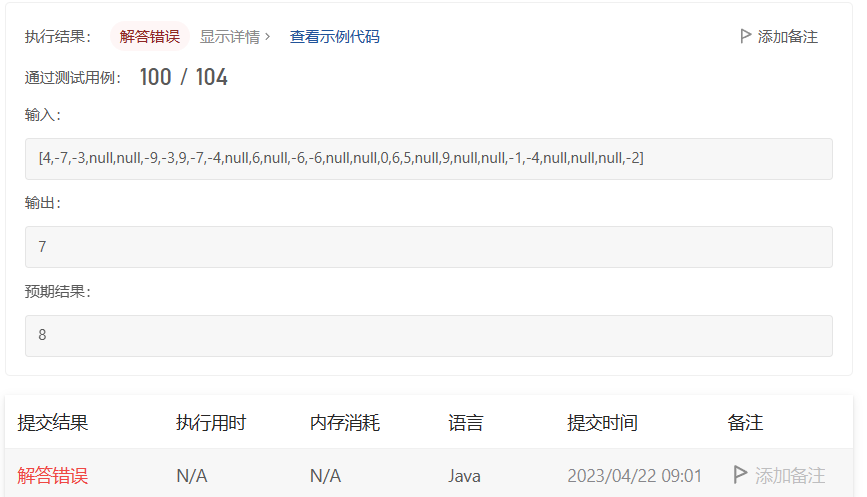 执行结果： 解答错误 显示详情 › 查看示例代码 添加备注
通过测试用例： 100 / 104
输入：
[4,-7,-3,null,null,-9,-3,9,-7,-4,null,6,null,-6,-6,null,null,0,6,5,null,9,null,null,-1,-4,null,null,null,-2]
输出：
7
预期结果：
8
提交结果 执行用时 内存消耗 语言 提交时间 备注
解答错误 N/A N/A Java 2023/04/22 09:01 添加备注